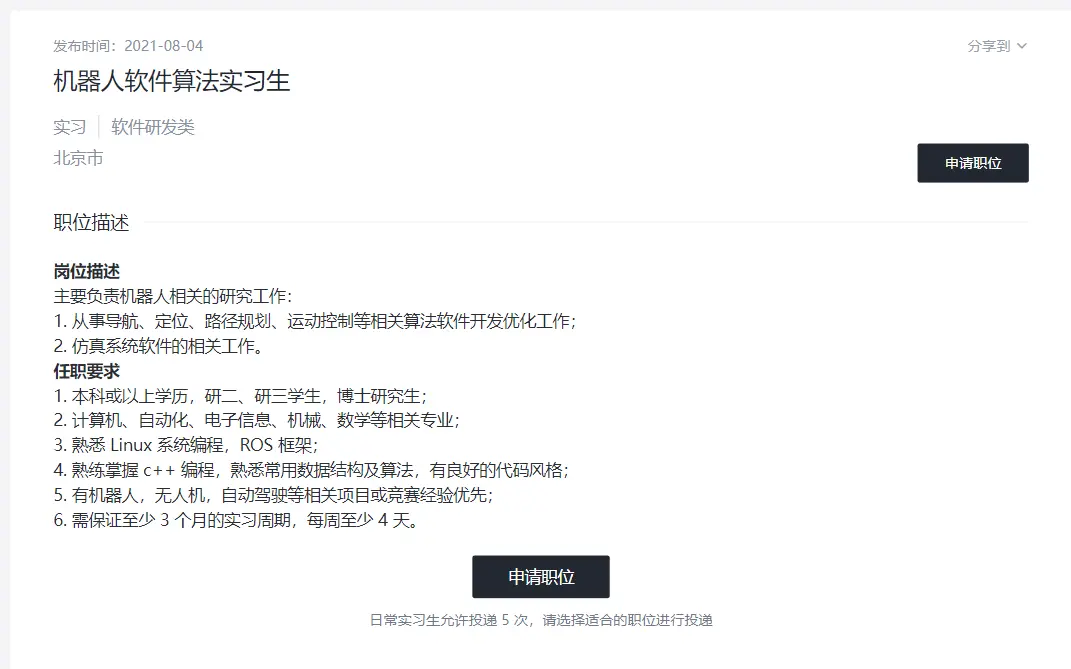 发布时间：2021-08-04
分享到
机器人软件算法实习生
实习
软件研发类
北京市
申请职位
职位描述
岗位描述
主要负责机器人相关的研究工作：
1. 从事导航、定位、路径规划、运动控制等相关算法软件开发优化工作；
2. 仿真系统软件的相关工作。
任职要求
1. 本科或以上学历，研二、研三学生，博士研究生；
2. 计算机、自动化、电子信息、机械、数学等相关专业；
3. 熟悉 Linux 系统编程，ROS 框架；
4. 熟练掌握 c++ 编程，熟悉常用数据结构及算法，有良好的代码风格；
5. 有机器人，无人机，自动驾驶等相关项目或竞赛经验优先；
6. 需保证至少 3 个月的实习周期，每周至少 4 天。
申请职位
日常实习生允许投递 5 次，请选择适合的职位进行投递